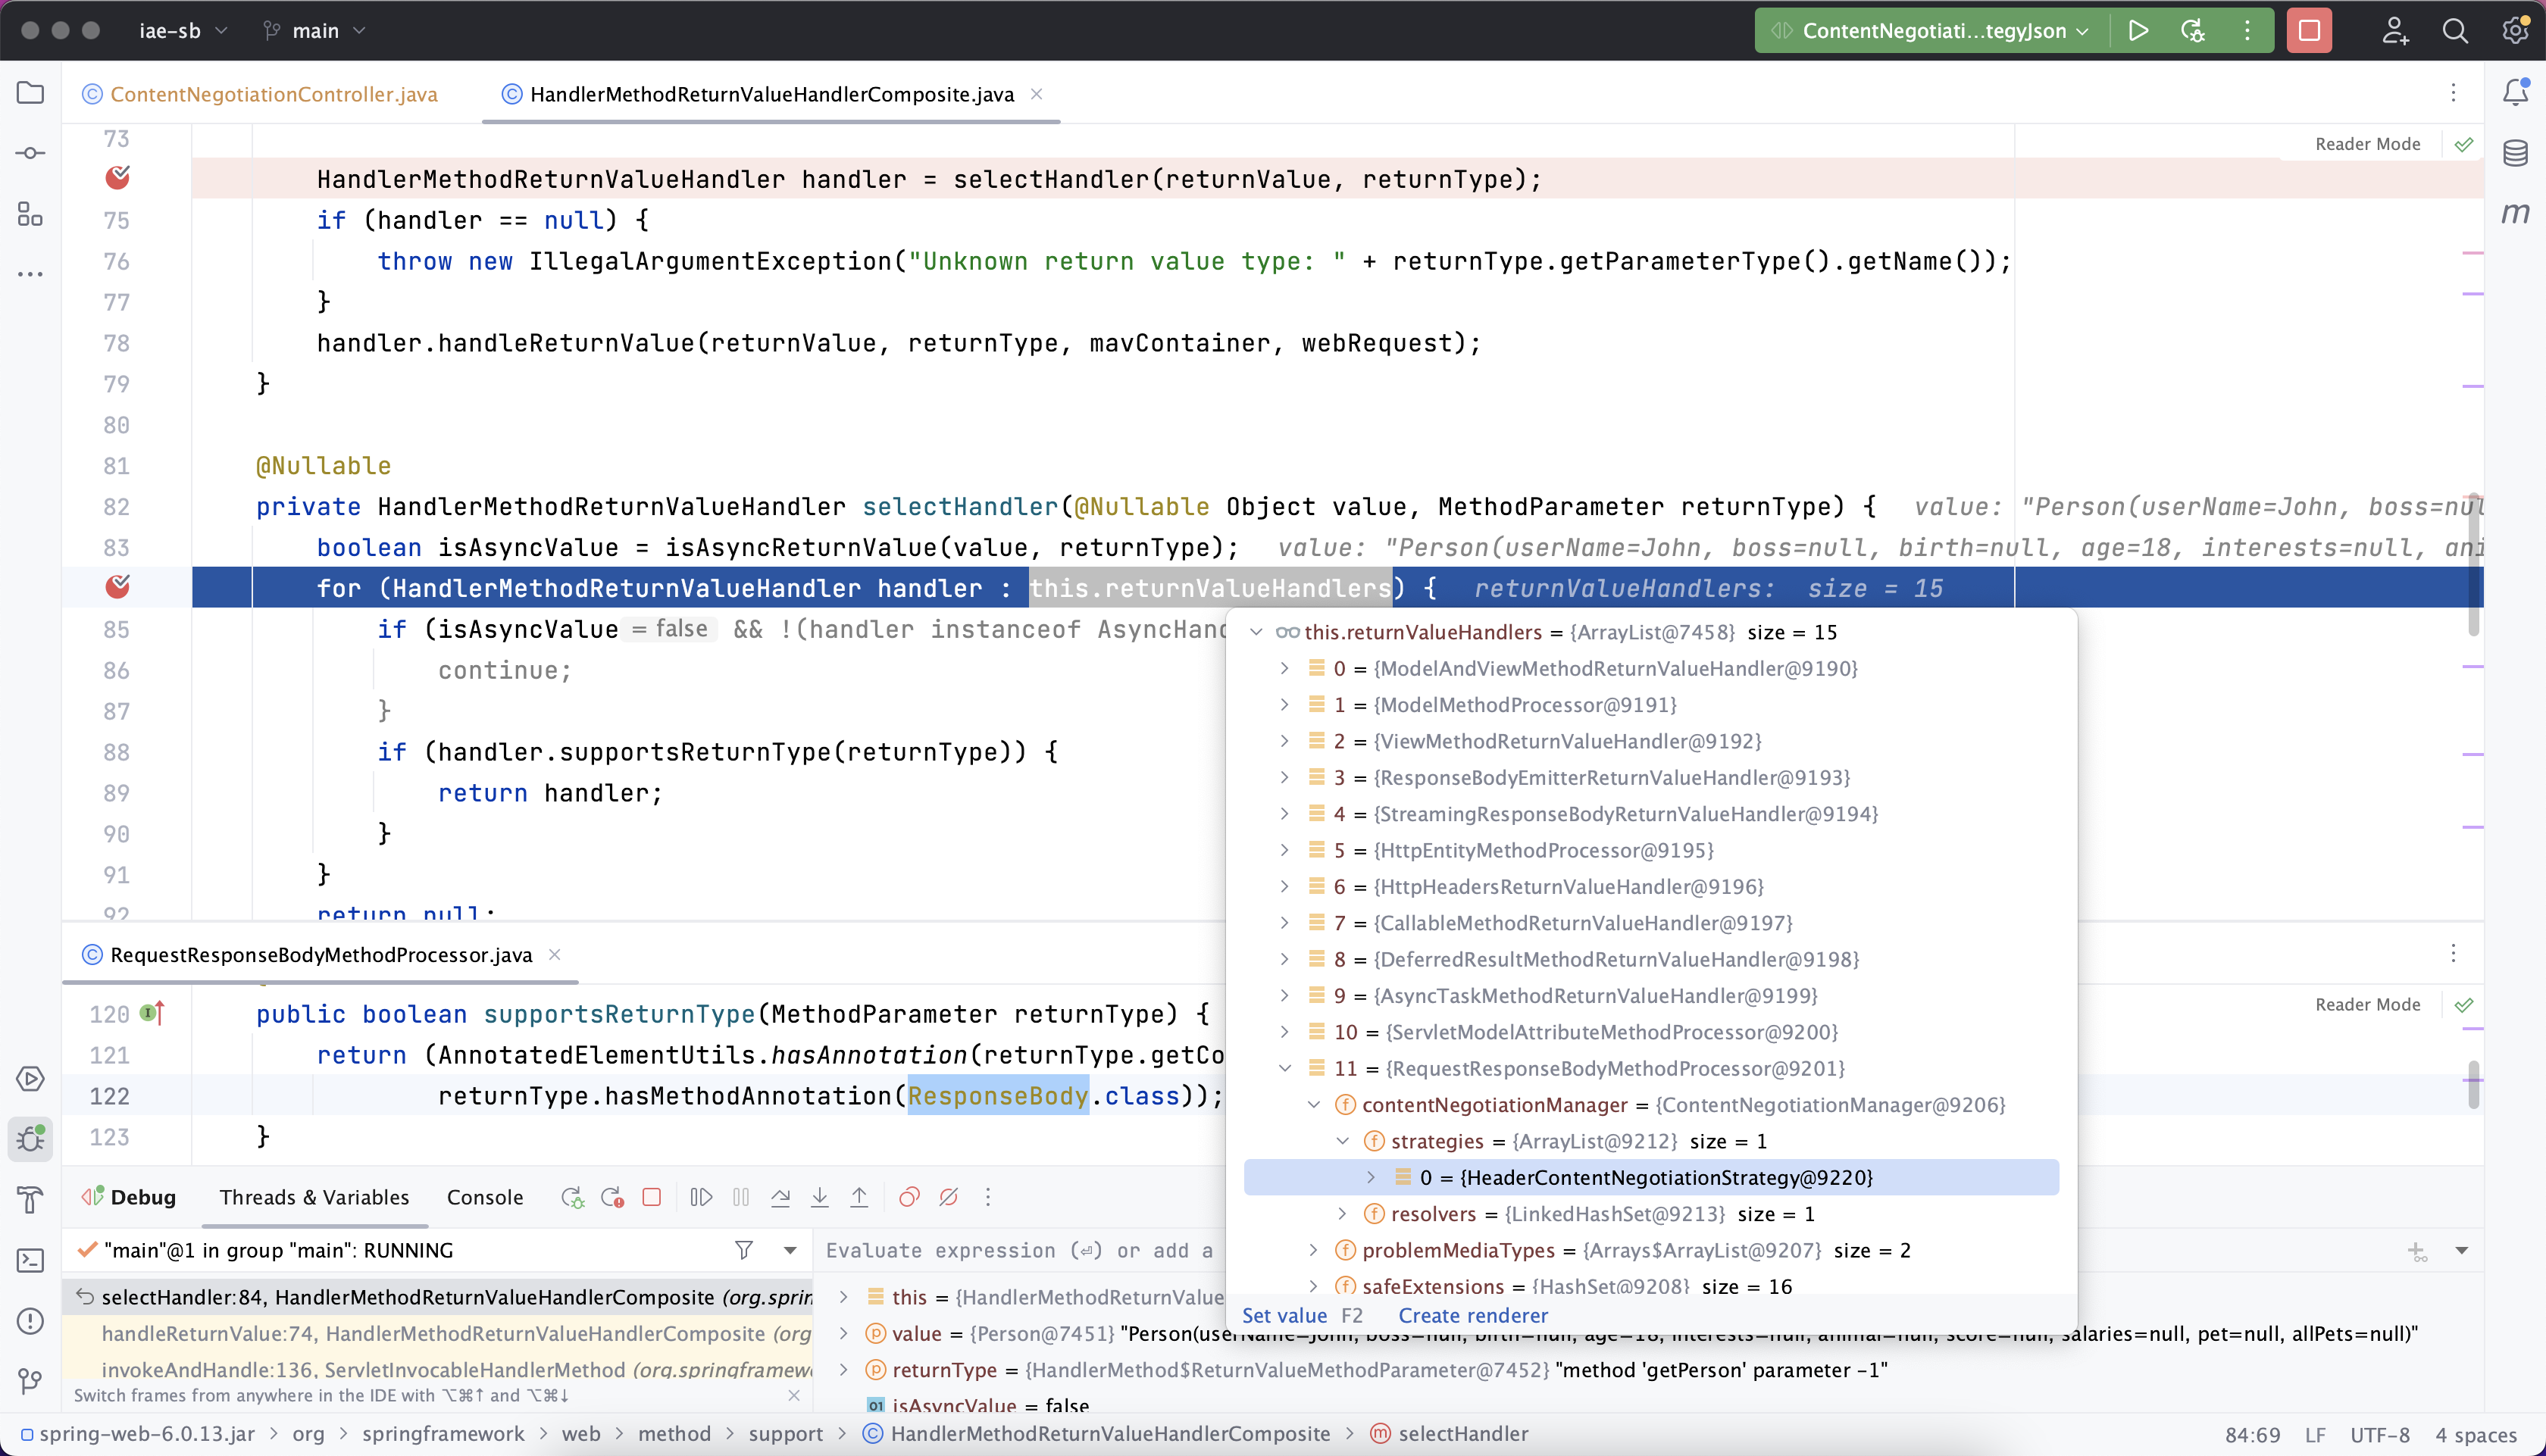 iae-sb
main
ContentNegotiati...tegyJson
ContentNegotiationController.java
HandlerMethodReturnValueHandlerComposite.java
Reader Mode
73
HandlerMethodReturnValueHandler handler = selectHandler(returnValue, returnType);
75 if (handler == null) {
76 throw new IllegalArgumentException("Unknown return value type: " + returnType.getParameterType().getName());
77 }
78 handler.handleReturnValue(returnValue, returnType, mavContainer, webRequest);
79 }
80
81 @Nullable
82 private HandlerMethodReturnValueHandler selectHandler(@Nullable Object value, MethodParameter returnType) { value: "Person(userName=John, boss=nul
83 boolean isAsyncValue = isAsyncReturnValue(value, returnType); value: "Person(userName=John, boss=null, birth=null, age=18, interests=null, ani
for (HandlerMethodReturnValueHandler handler : this.returnValueHandlers) { returnValueHandlers: size = 15
85 if (isAsyncValue = false && !(handler instanceof AsyncHand
86 continue;
87 }
88 if (handler.supportsReturnType(returnType)) {
89 return handler;
90 }
91 }
92 return null;
this.returnValueHandlers = {ArrayList@7458} size = 15
0 = {ModelAndViewMethodReturnValueHandler@9190}
1 = {ModelMethodProcessor@9191}
2 = {ViewMethodReturnValueHandler@9192}
3 = {ResponseBodyEmitterReturnValueHandler@9193}
4 = {StreamingResponseBodyReturnValueHandler@9194}
5 = {HttpEntityMethodProcessor@9195}
6 = {HttpHeadersReturnValueHandler@9196}
7 = {CallableMethodReturnValueHandler@9197}
8 = {DeferredResultMethodReturnValueHandler@9198}
9 = {AsyncTaskMethodReturnValueHandler@9199}
10 = {ServletModelAttributeMethodProcessor@9200}
11 = {RequestResponseBodyMethodProcessor@9201}
contentNegotiationManager = {ContentNegotiationManager@9206}
strategies = {ArrayList@9212} size = 1
0 = {HeaderContentNegotiationStrategy@9220}
resolvers = {LinkedHashSet@9213} size = 1
problemMediaTypes = {Arrays$ArrayList@9207} size = 2
safeExtensions = {HashSet@9208} size = 16
Set value F2 Create renderer
RequestResponseBodyMethodProcessor.java
Reader Mode
120 public boolean supportsReturnType(MethodParameter returnType) {
121 return (AnnotatedElementUtils.hasAnnotation(returnType.getCo
122 returnType.hasMethodAnnotation(ResponseBody.class));
123 }
Debug Threads & Variables Console
"main"@1 in group "main": RUNNING
Evaluate expression (⏎) or add a
selectHandler:84, HandlerMethodReturnValueHandlerComposite (org.sprin
handleReturnValue:74, HandlerMethodReturnValueHandlerComposite (org
invokeAndHandle:136, ServletInvocableHandlerMethod (org.springframewo
Switch frames from anywhere in the IDE with ⌥⌘↑ and ⌥⌘↓
this = {HandlerMethodReturnValue
value = {Person@7451} "Person(userName=John, boss=null, birth=null, age=18, interests=null, animal=null, score=null, salaries=null, pet=null, allPets=null)"
returnType = {HandlerMethod$ReturnValueMethodParameter@7452} "method 'getPerson' parameter -1"
isAsyncValue = false
spring-web-6.0.13.jar > org > springframework > web > method > support > HandlerMethodReturnValueHandlerComposite > selectHandler
84:69 LF UTF-8 4 spaces